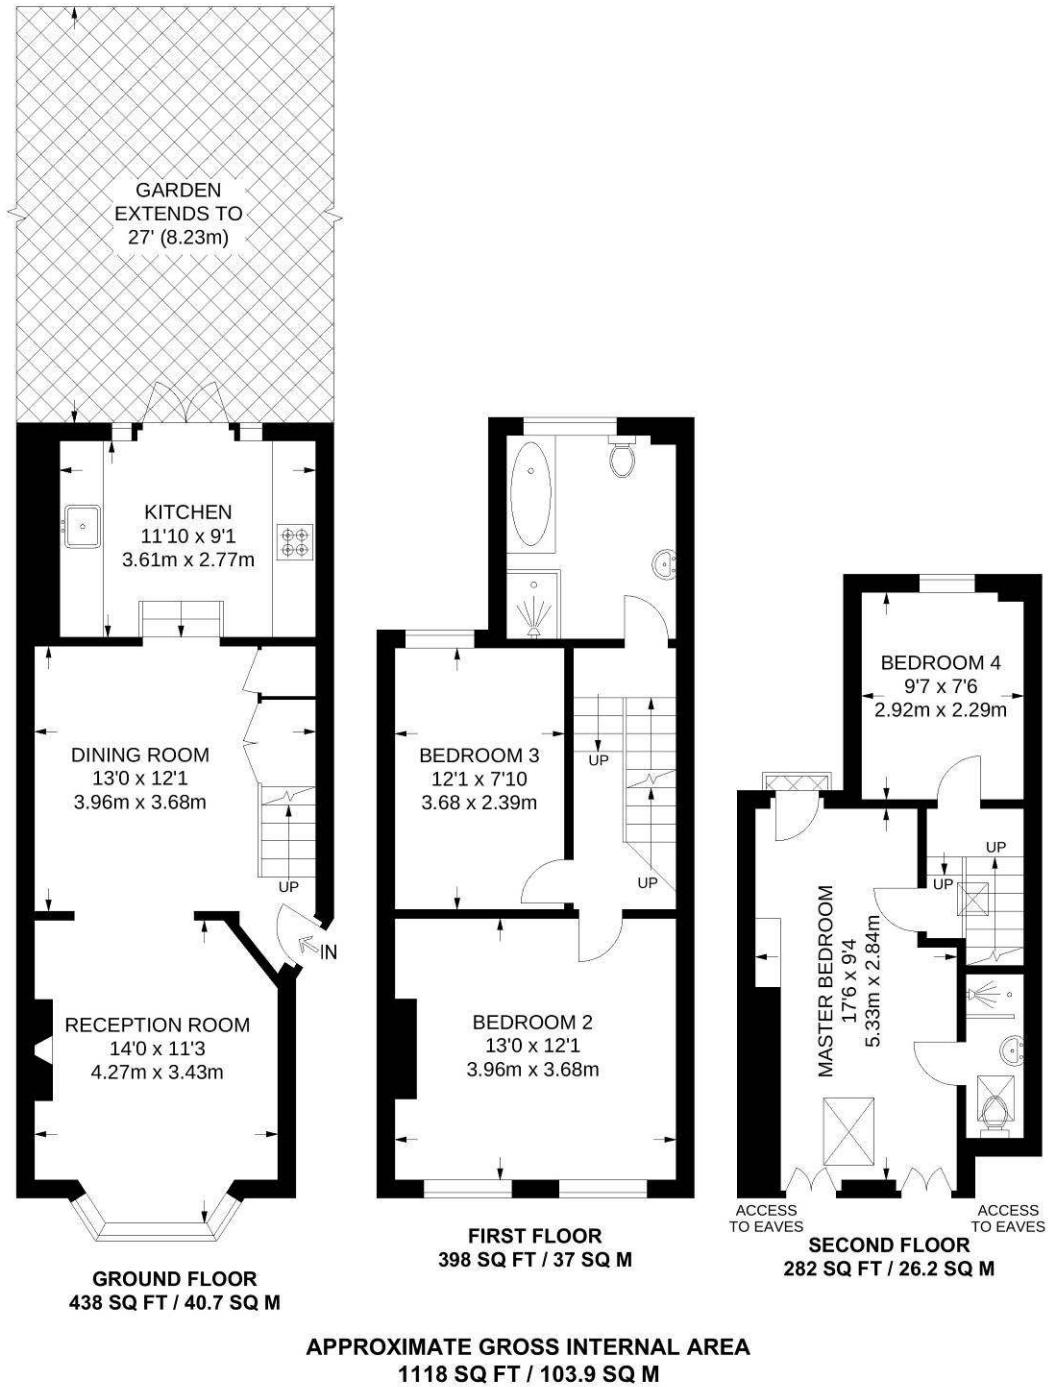 GARDEN
EXTENDS TO
27' (8.23m)
KITCHEN
11'10 x 9'1
3.61m x 2.77m
DINING ROOM
13'0 x 12'1
3.96m x 3.68m
UP
IN
RECEPTION ROOM
14'0 x 11'3
4.27m x 3.43m
GROUND FLOOR
438 SQ FT / 40.7 SQ M
BEDROOM 3
12'1 x 7'10
3.68 x 2.39m
UP
UP
BEDROOM 2
13'0 x 12'1
3.96m x 3.68m
FIRST FLOOR
398 SQ FT / 37 SQ M
BEDROOM 4
9'7 x 7'6
2.92m x 2.29m
UP
UP
MASTER BEDROOM
17'6 x 9'4
5.33m x 2.84m
ACCESS
TO EAVES
ACCESS
TO EAVES
SECOND FLOOR
282 SQ FT / 26.2 SQ M
APPROXIMATE GROSS INTERNAL AREA
1118 SQ FT / 103.9 SQ M